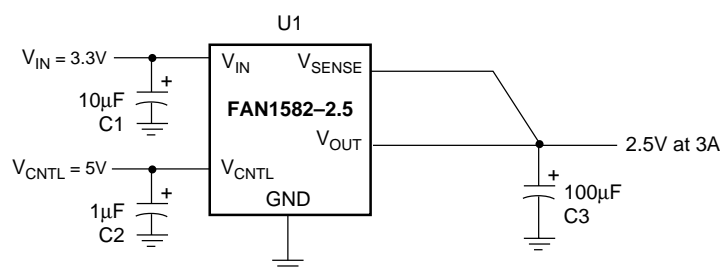 U1
V_IN = 3.3V
V_IN
V_SENSE
10µF
C1
FAN1582–2.5
V_OUT
2.5V at 3A
V_CNTL = 5V
V_CNTL
GND
1µF
C2
100µF
C3
+
+
+